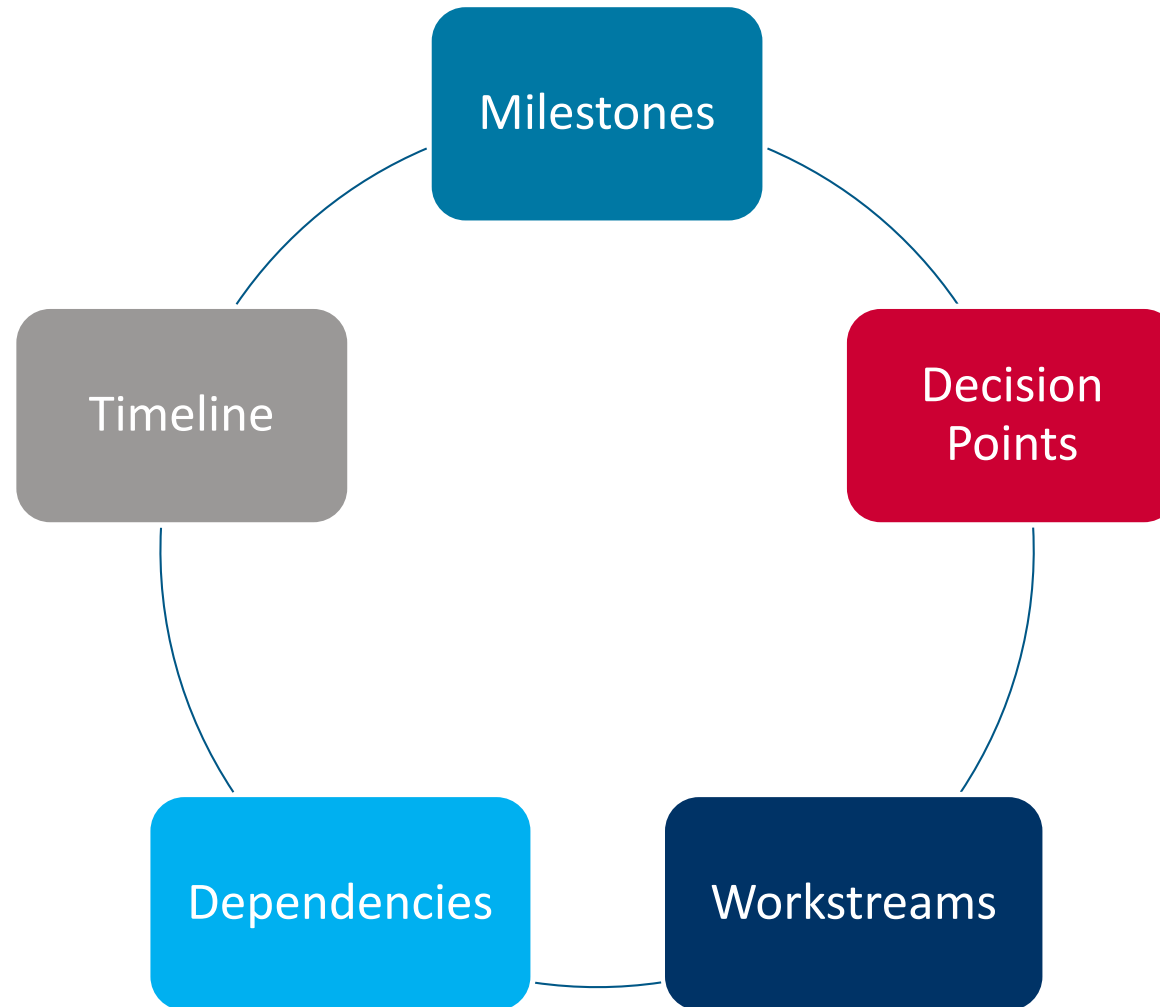 Milestones
Decision
Points
Timeline
Dependencies
Workstreams